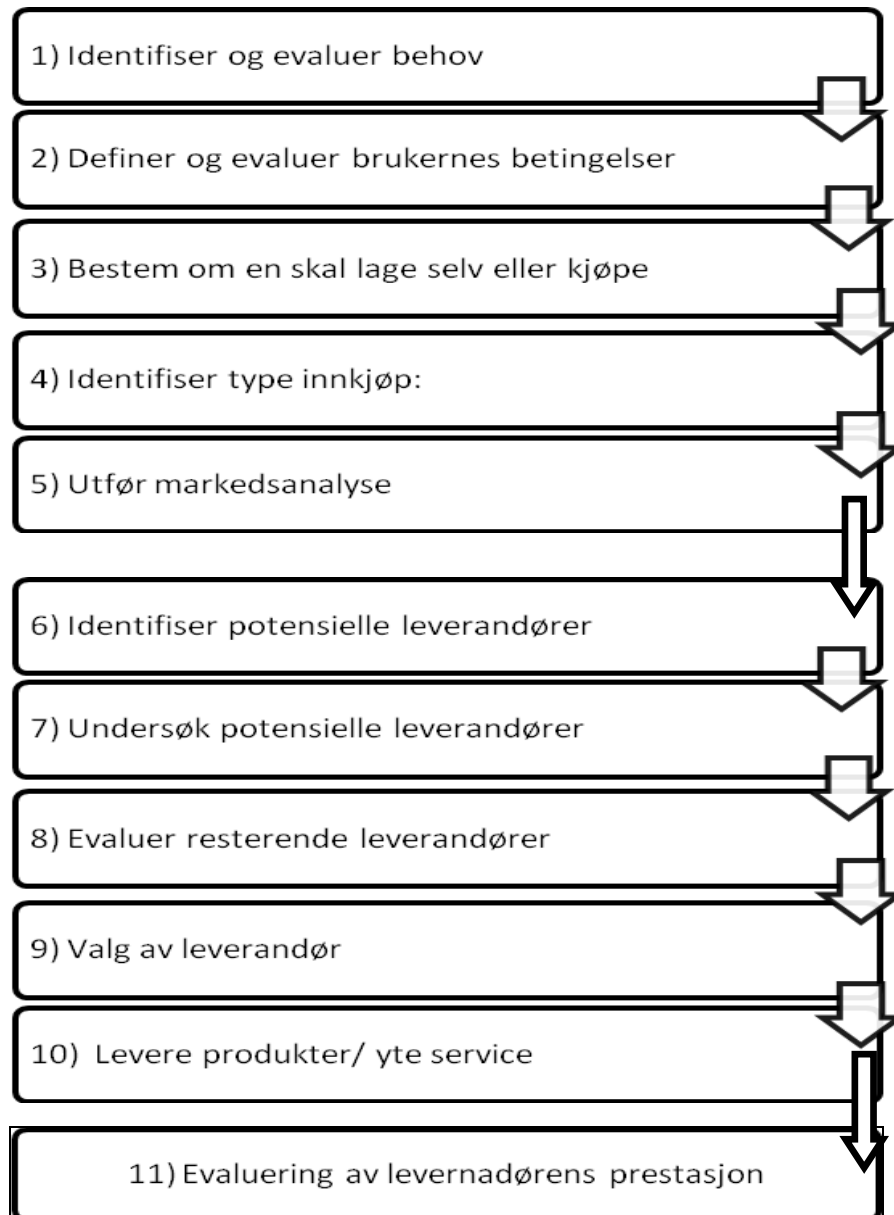 1) Identifiser og evaluer behov
2) Definer og evaluer brukernes betingelser
3) Bestem om en skal lage selv eller kjøpe
4) Identifiser type innkjøp:
5) Utfør markedsanalyse
6) Identifiser potensielle leverandører
7) Undersøk potensielle leverandører
8) Evaluer resterende leverandører
9) Valg av leverandør
10) Levere produkter/ yte service
11) Evaluering av levernadørens prestasjon